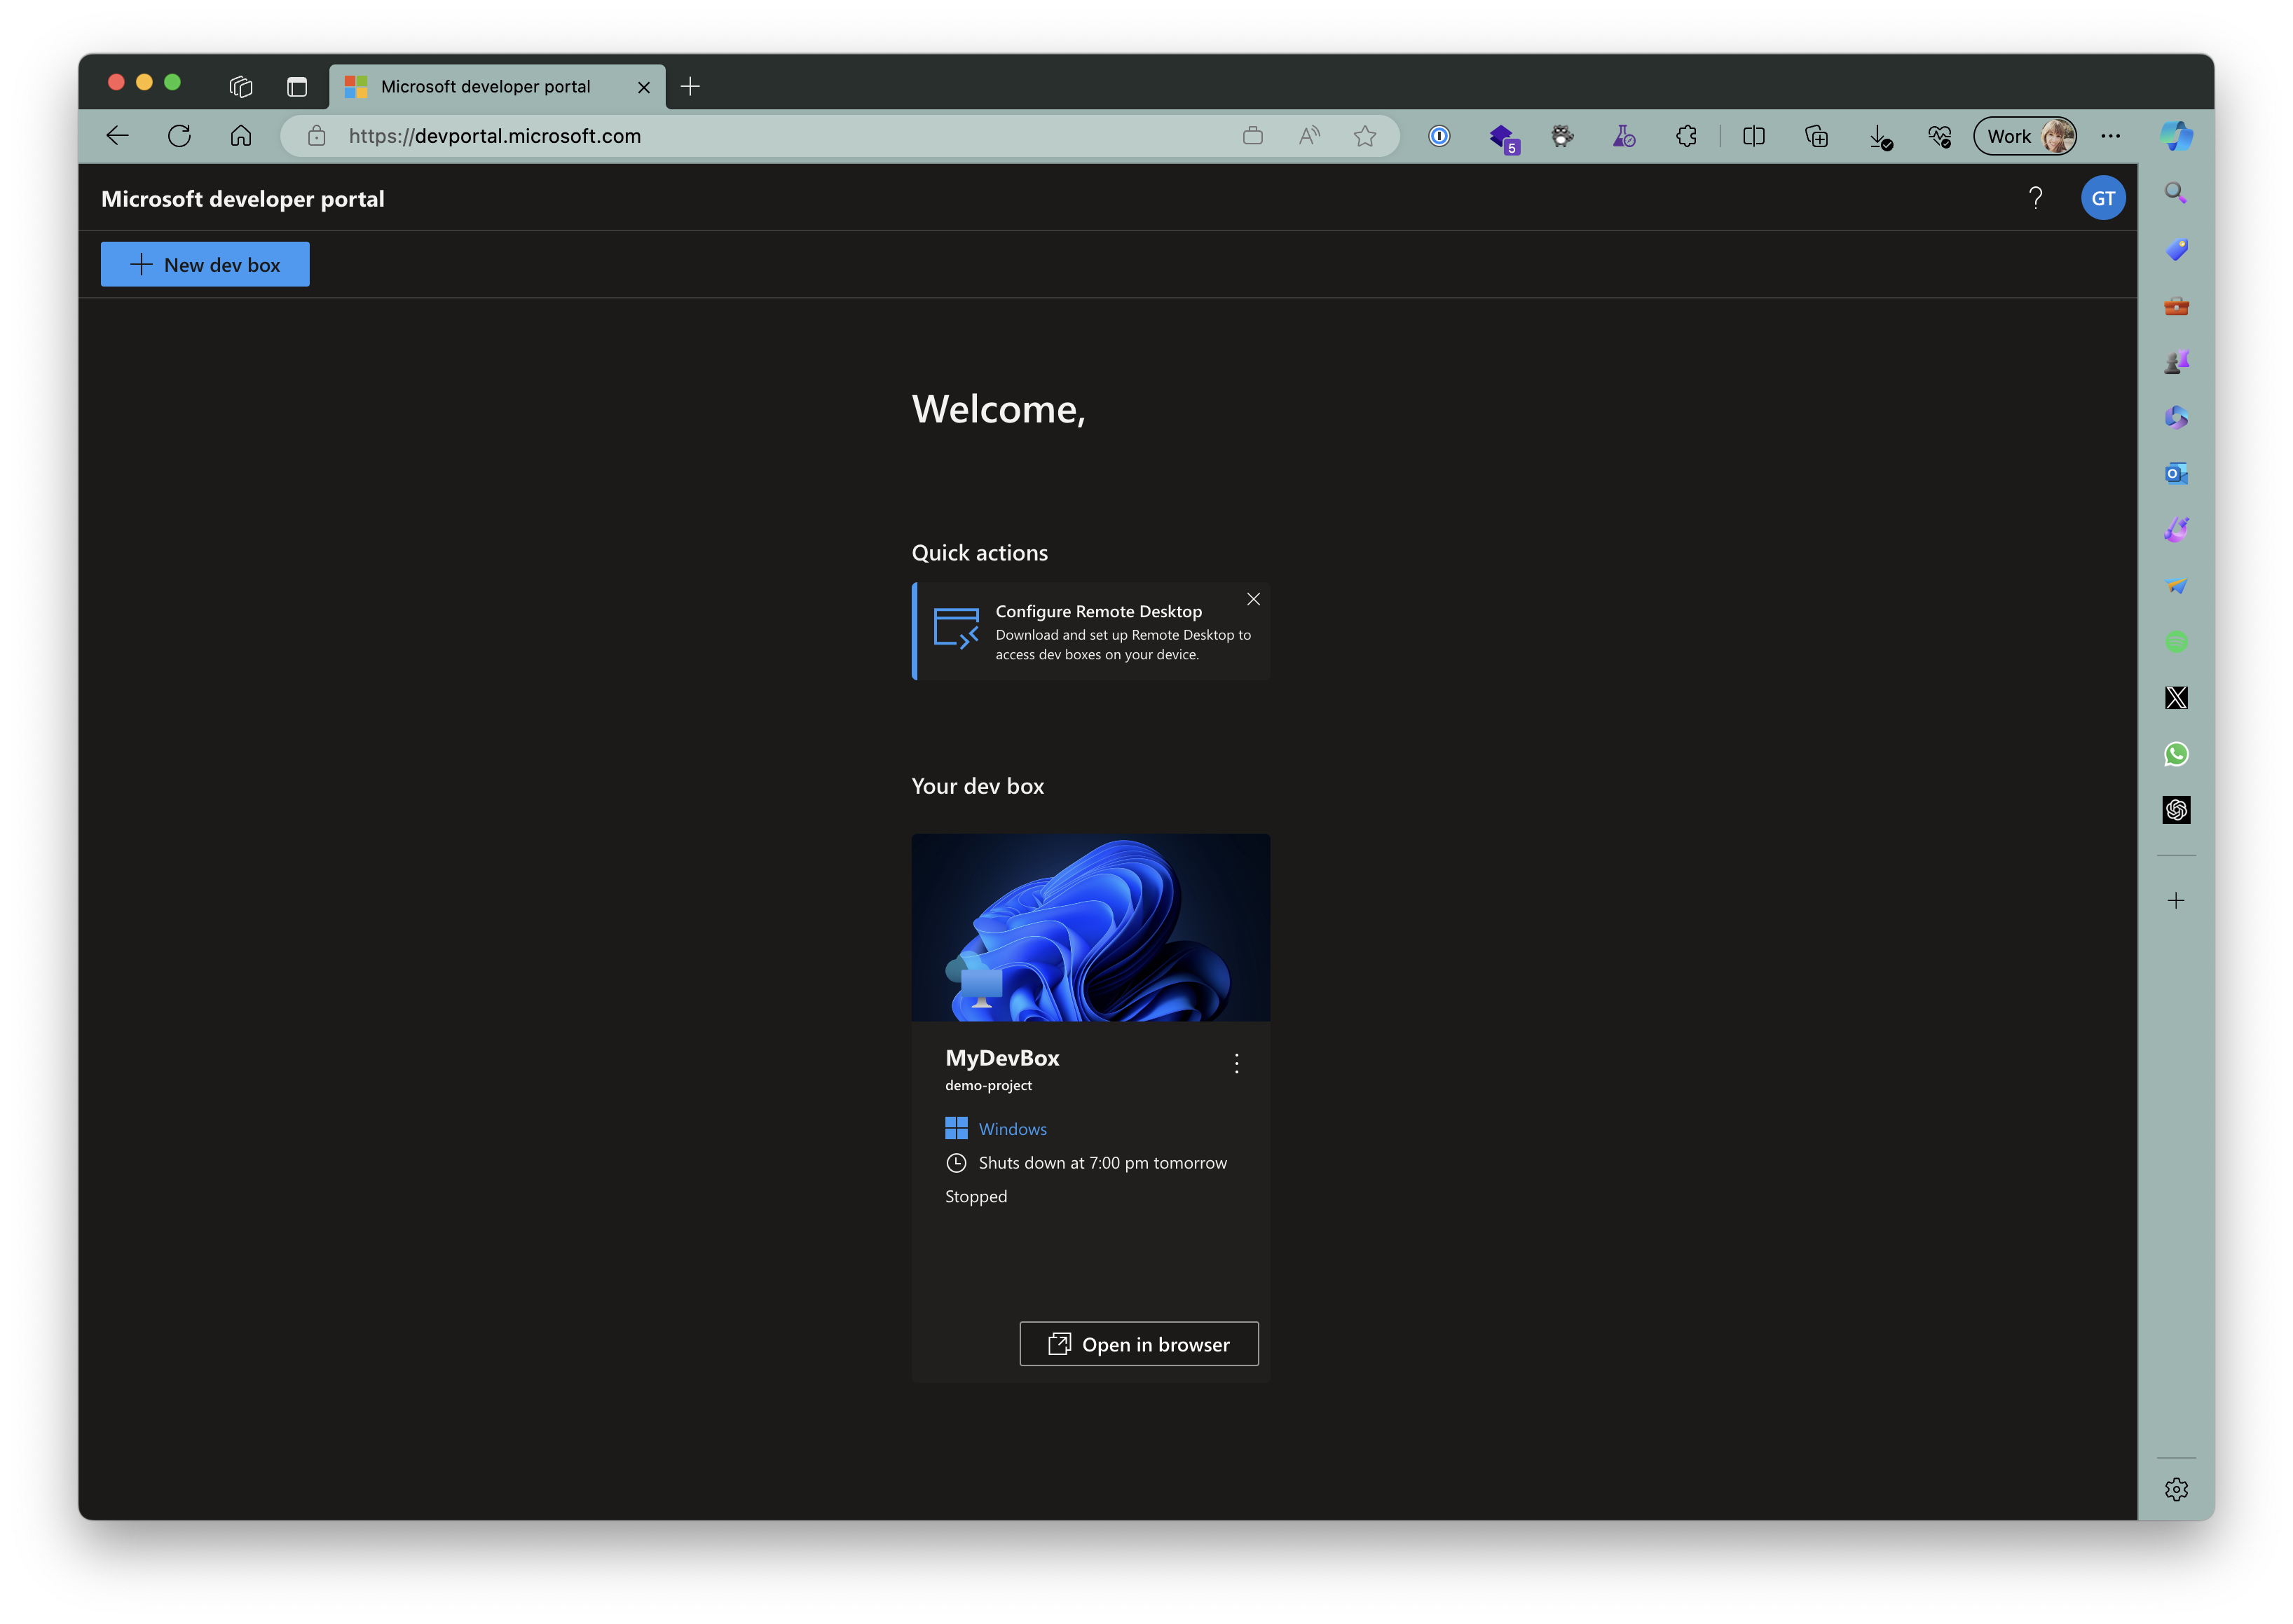 Microsoft developer portal
https://devportal.microsoft.com
A
5
Work
Microsoft developer portal
?
GT
New dev box
Welcome,
Quick actions
Configure Remote Desktop
Download and set up Remote Desktop to
access dev boxes on your device.
Your dev box
MyDevBox
demo-project
Windows
Shuts down at 7:00 pm tomorrow
Stopped
Open in browser